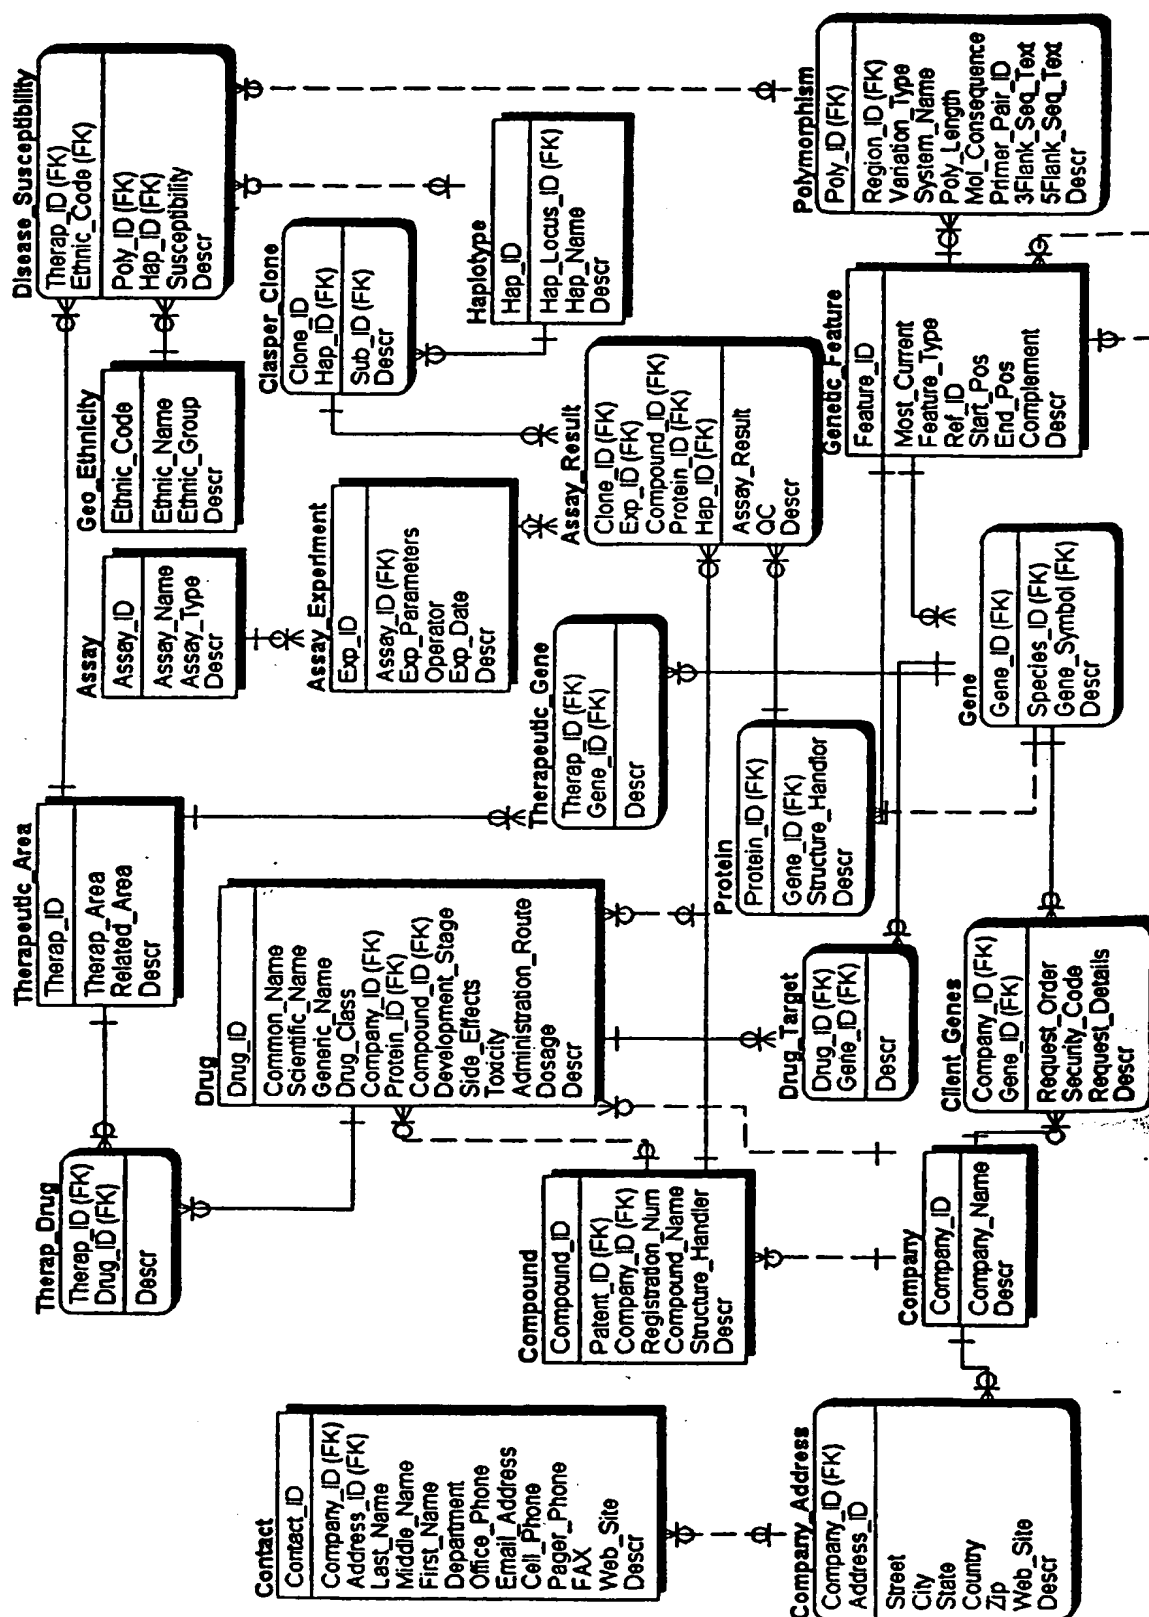 Contact
Contact_ID
Company_ID (FK)
Address_ID (FK)
Last_Name
Middle_Name
First_Name
Department
Office_Phone
Email_Address
Cell_Phone
Pager_Phone
FAX
Web_Site
Descr
Company_Address
Company_ID (FK)
Address_ID
Street
City
State
Country
Zip
Web_Site
Descr
Therap_Drug
Therap_ID (FK)
Drug_ID (FK)
Descr
Compound
Compound_ID
Patent_ID (FK)
Company_ID (FK)
Registration_Num
Compound_Name
Structure_Handler
Descr
Company
Company_ID
Company_Name
Descr
Therapeutic_Area
Therap_ID
Therap_Area
Related_Area
Descr
Drug
Drug_ID
Common_Name
Scientific_Name
Generic_Name
Drug_Class
Company_ID (FK)
Protein_ID (FK)
Compound_ID (FK)
Development_Stage
Side_Effects
Toxicity
Administration_Route
Dosage
Descr
Drug_Target
Drug_ID (FK)
Gene_ID (FK)
Descr
Client Genes
Company_ID (FK)
Gene_ID (FK)
Request_Order
Security_Code
Request_Details
Descr
Assay
Assay_ID
Assay_Name
Assay_Type
Descr
Assay_Experiment
Exp_ID
Assay_ID (FK)
Exp_Parameters
Operator
Exp_Date
Descr
Therapeutic_Gene
Therap_ID (FK)
Gene_ID (FK)
Descr
Protein
Protein_ID (FK)
Gene_ID (FK)
Structure_Handlor
Descr
Gene
Gene_ID (FK)
Species_ID (FK)
Gene_Symbol (FK)
Descr
Geo_Ethnicity
Ethnic_Code
Ethnic_Name
Ethnic_Group
Descr
Disease_Susceptibility
Therap_ID (FK)
Ethnic_Code (FK)
Poly_ID (FK)
Hap_ID (FK)
Susceptibility
Descr
Clasper_Clone
Clone_ID
Hap_ID (FK)
Sub_ID (FK)
Descr
Haplotype
Hap_ID
Hap_Locus_ID (FK)
Hap_Name
Descr
Assay_Result
Clone_ID (FK)
Exp_ID (FK)
Compound_ID (FK)
Protein_ID (FK)
Hap_ID (FK)
Assay_Result
QC
Descr
Genetic_Feature
Feature_ID
Most_Current
Feature_Type
Ref_ID
Start_Pos
End_Pos
Complement
Descr
Polymorphism
Poly_ID (FK)
Region_ID (FK)
Variation_Type
System_Name
Poly_Length
Mol_Consequence
Primer_Pair_ID
3Flank_Seq_Text
5Flank_Seq_Text
Descr